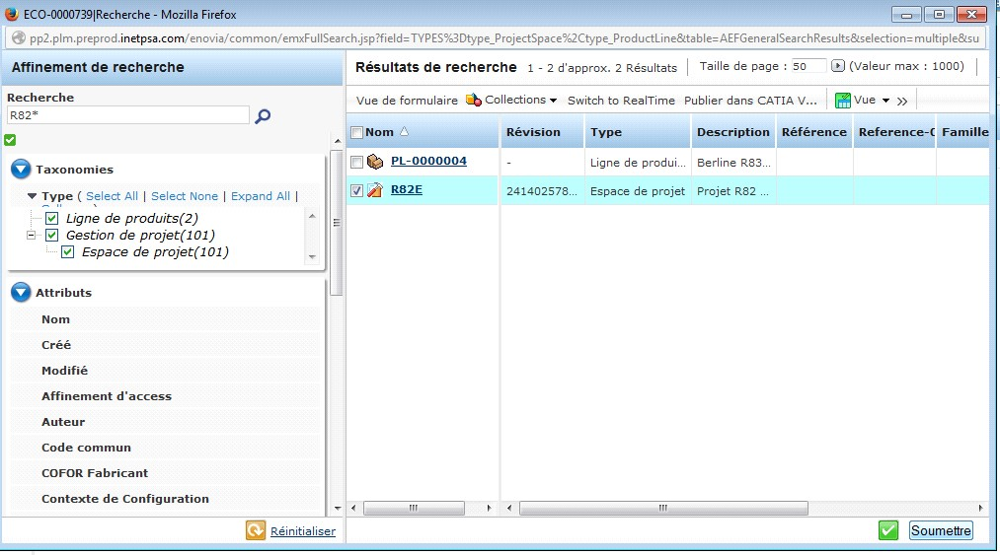 ECO-0000739|Recherche - Mozilla Firefox
pp2.plm.preprod.inetpsa.com/enovia/common/emxFullSearch.jsp?field=TYPES%3Dtype_ProjectSpace%2Ctype_ProductLine&table=AEFGeneralSearchResults&selection=multiple&su
Affinement de recherche
Résultats de recherche 1 - 2 d'approx. 2 Résultats Taille de page : 50 (Valeur max : 1000)
Recherche
R82*
Vue de formulaire Collections Switch to RealTime Publier dans CATIA V... Vue
Nom Révision Type Description Référence Reference-C Famille
PL-0000004 - Ligne de produi... Berline R83...
R82E 241402578... Espace de projet Projet R82 ...
Taxonomies
Type ( Select All | Select None | Expand All |
Ligne de produits(2)
Gestion de projet(101)
Espace de projet(101)
Attributs
Nom
Créé
Modifié
Affinement d'access
Auteur
Code commun
COFOR Fabricant
Contexte de Configuration
Réinitialiser
Soumettre